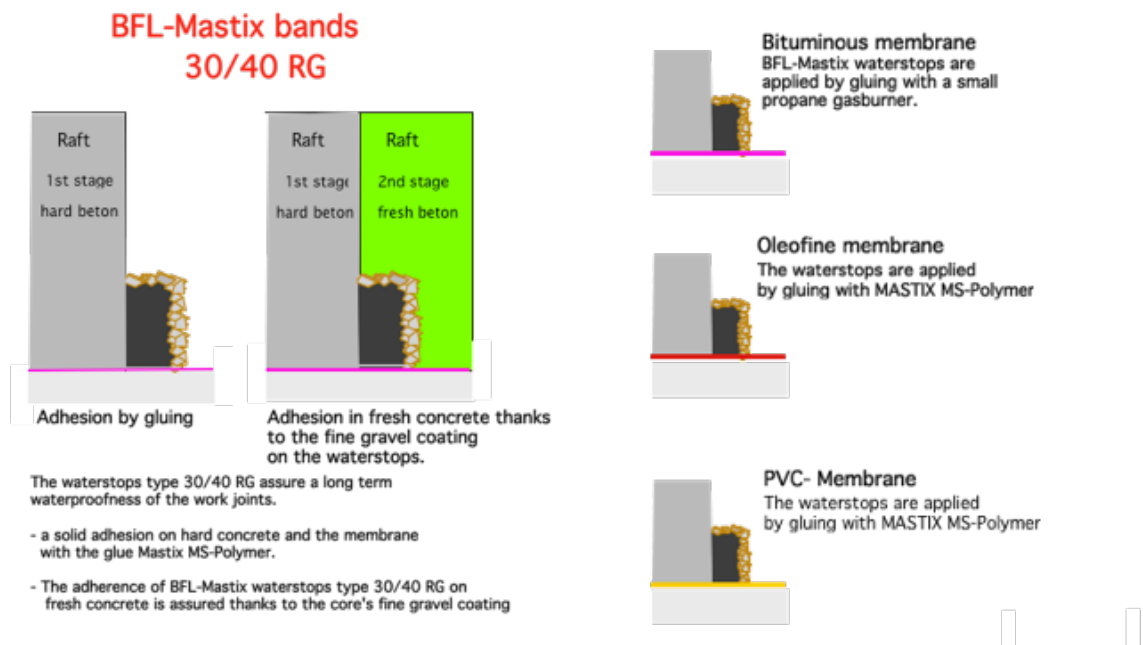 BFL-Mastix bands
30/40 RG
Raft
1st stage
hard beton
Raft
1st stage
hard beton
Raft
2nd stage
fresh beton
Adhesion by gluing
Adhesion in fresh concrete thanks
to the fine gravel coating
on the waterstops.
The waterstops type 30/40 RG assure a long term
waterproofness of the work joints.
- a solid adhesion on hard concrete and the membrane
with the glue Mastix MS-Polymer.
- The adherence of BFL-Mastix waterstops type 30/40 RG on
fresh concrete is assured thanks to the core's fine gravel coating
Bituminous membrane
BFL-Mastix waterstops are
applied by gluing with a small
propane gasburner.
Oleofine membrane
The waterstops are applied
by gluing with MASTIX MS-Polymer
PVC- Membrane
The waterstops are applied
by gluing with MASTIX MS-Polymer